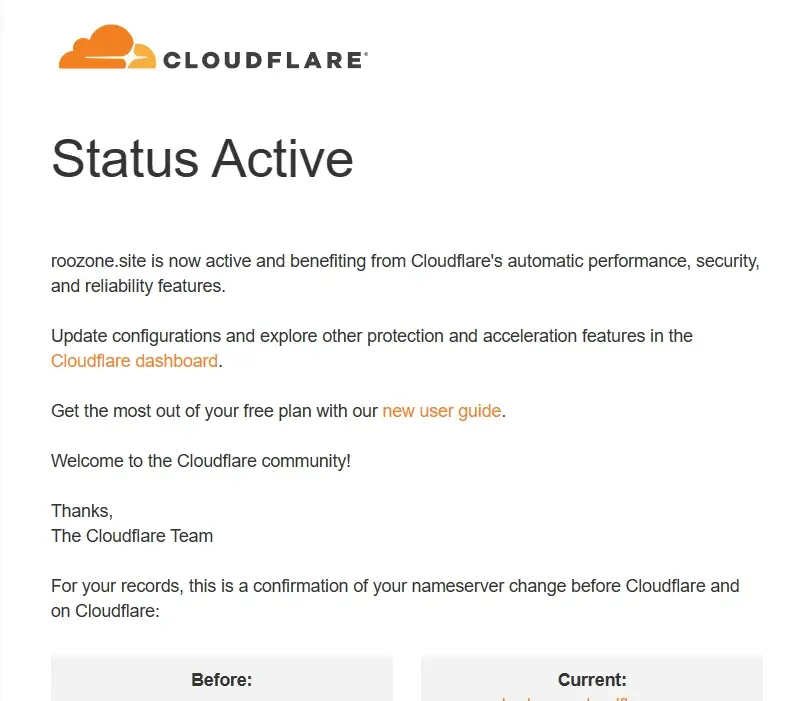 CLOUDFLARE®
Status Active
roozone.site is now active and benefiting from Cloudflare's automatic performance, security,
and reliability features.
Update configurations and explore other protection and acceleration features in the
Cloudflare dashboard.
Get the most out of your free plan with our new user guide.
Welcome to the Cloudflare community!
Thanks,
The Cloudflare Team
For your records, this is a confirmation of your nameserver change before Cloudflare and
on Cloudflare:
Before:
Current: